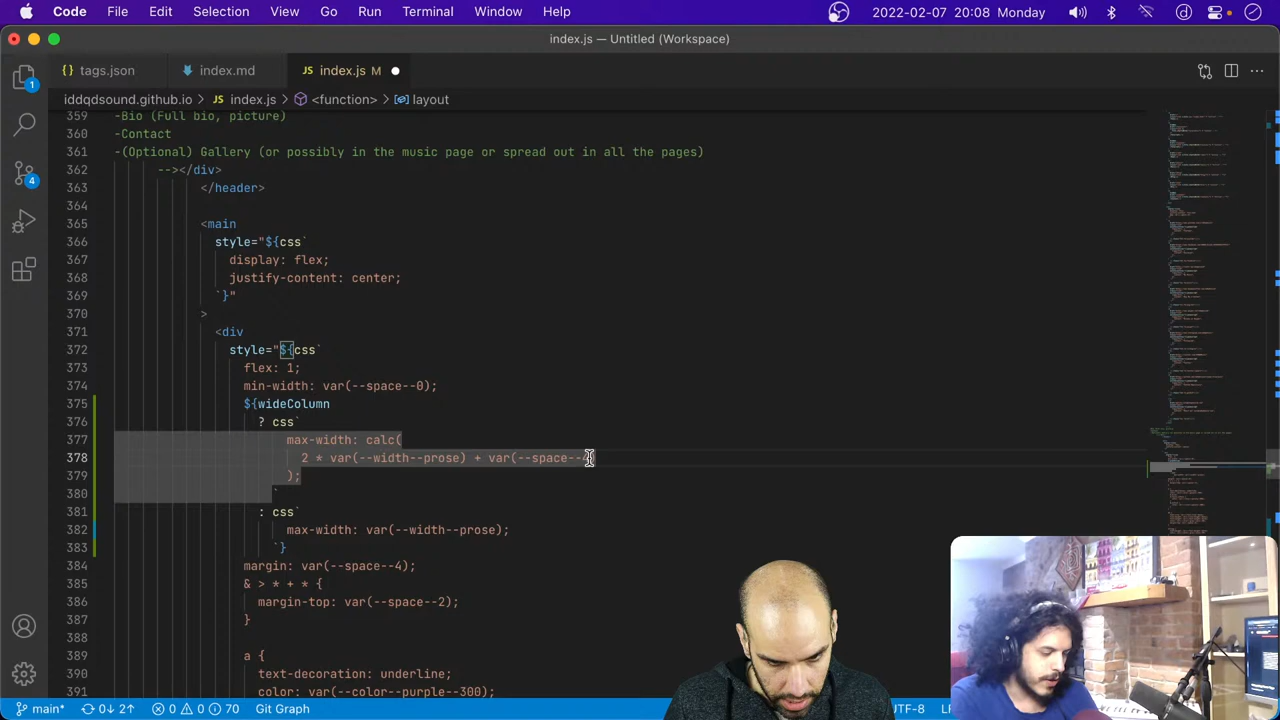 Code File Edit Selection View Go Run Terminal Window Help 2022-02-07 20:08 Monday
index.js — Untitled (Workspace)
tags.json index.md JS index.js M
iddqdsound.github.io > JS index.js > <function> > layout
1
4
359 -Bio (Full bio, picture)
360 -Contact
361 -(Optional) Gallery (or possibly in the music page or spread out in all the pages)
362 --></div>
363 </header>
364
365 <main
366 style="${css`
367 display: flex;
368 justify-content: center;
369 `}"
370 >
371 <div
372 style="${css`
373 flex: 1;
374 min-width: var(--space--0);
375 ${wideColumn
376 ? css`
377 max-width: calc(
378 2 * var(--width--prose) + var(--space--4)
379 );
380 `
381 : css`
382 max-width: var(--width--prose);
383 `}
384 margin: var(--space--4);
385 & > * + * {
386 margin-top: var(--space--2);
387 }
388
389 a {
390 text-decoration: underline;
391 color: var(--color--purple--300);
main* 0↓ 2↑ 0 0 70 Git Graph UTF-8